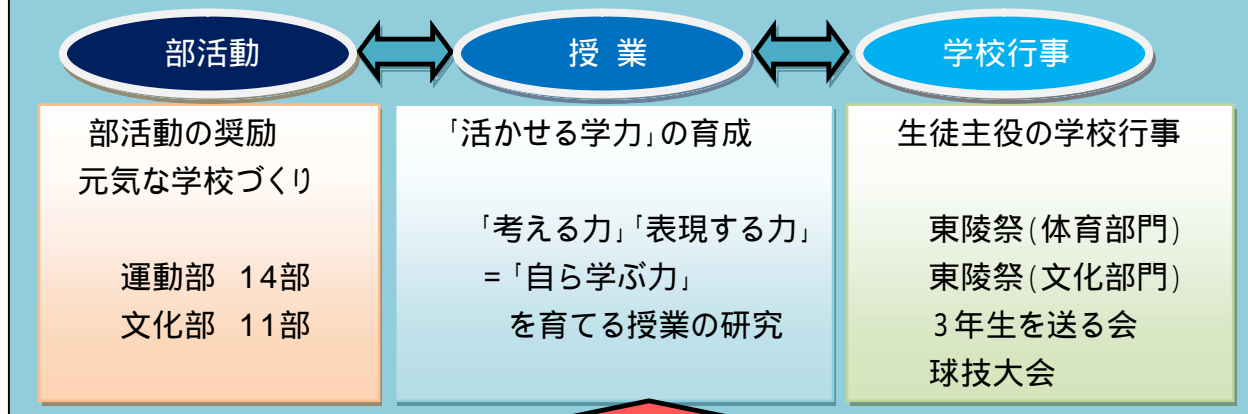 部活動
授 業
学校行事
部活動の奨励
元気な学校づくり
運動部 14部
文化部 11部
「活かせる学力」の育成
「考える力」「表現する力」
=「自ら学ぶ力」
を育てる授業の研究
生徒主役の学校行事
東陵祭(体育部門)
東陵祭(文化部門)
3年生を送る会
球技大会